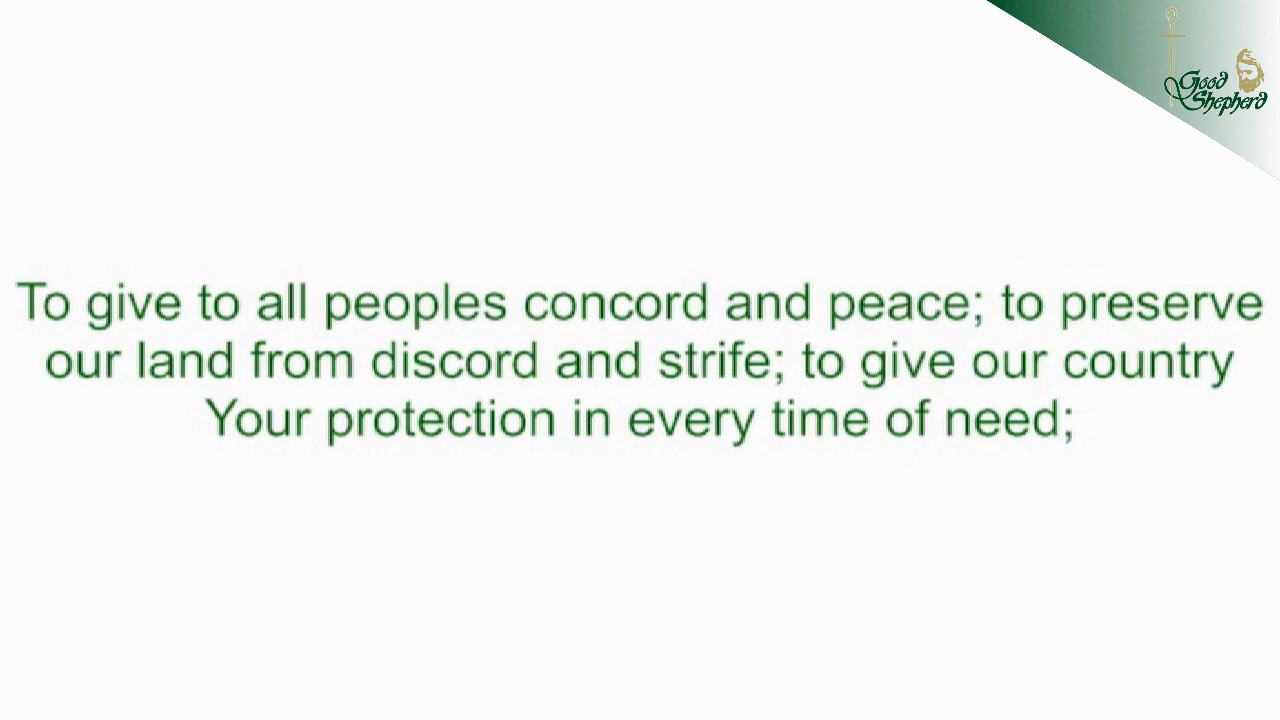 Good
Shepherd
To give to all peoples concord and peace; to preserve
our land from discord and strife; to give our country
Your protection in every time of need;